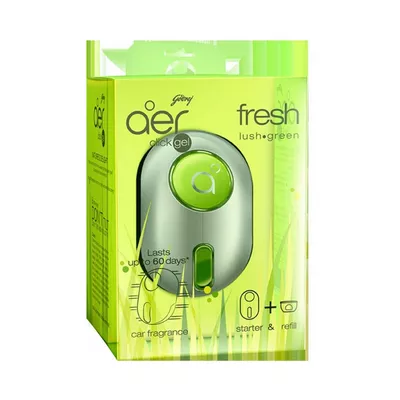 Godrej
aer
click gel
fresh
lush•green
Lasts
up to 60 days*
car fragrance
starter & refill